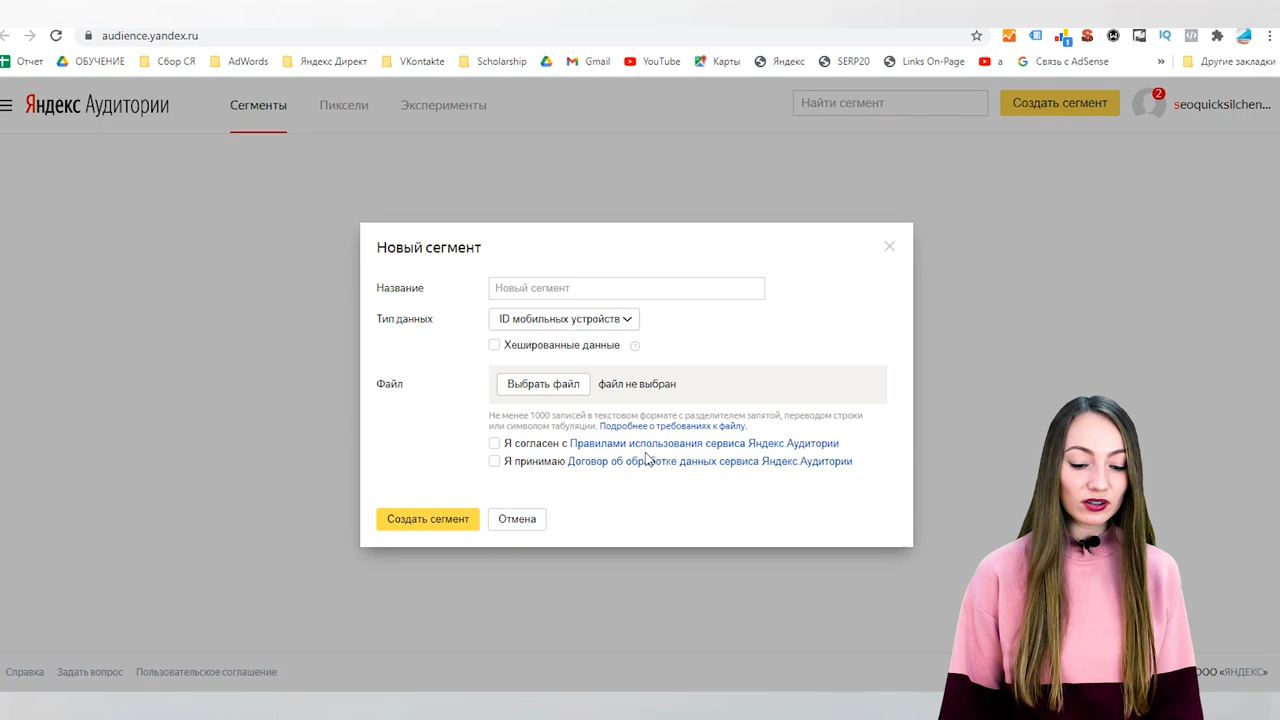 audience.yandex.ru
Отчет ОБУЧЕНИЕ Сбор СЯ AdWords Яндекс Директ VKontakte Scholarship Gmail YouTube Карты Яндекс SERP20 Links On-Page а Связь с AdSense » Другие закладки
Яндекс Аудитории Сегменты Пиксели Эксперименты Найти сегмент Создать сегмент 2 seoquicksilchen...
Новый сегмент
Название Новый сегмент
Тип данных ID мобильных устройств
Хешированные данные ?
Файл Выбрать файл файл не выбран
Не менее 1000 записей в текстовом формате с разделителем запятой, переводом строки
или символом табуляции. Подробнее о требованиях к файлу.
Я согласен с Правилами использования сервиса Яндекс.Аудитории
Я принимаю Договор об обработке данных сервиса Яндекс.Аудитории
Создать сегмент Отмена
Справка Задать вопрос Пользовательское соглашение ООО «ЯНДЕКС»